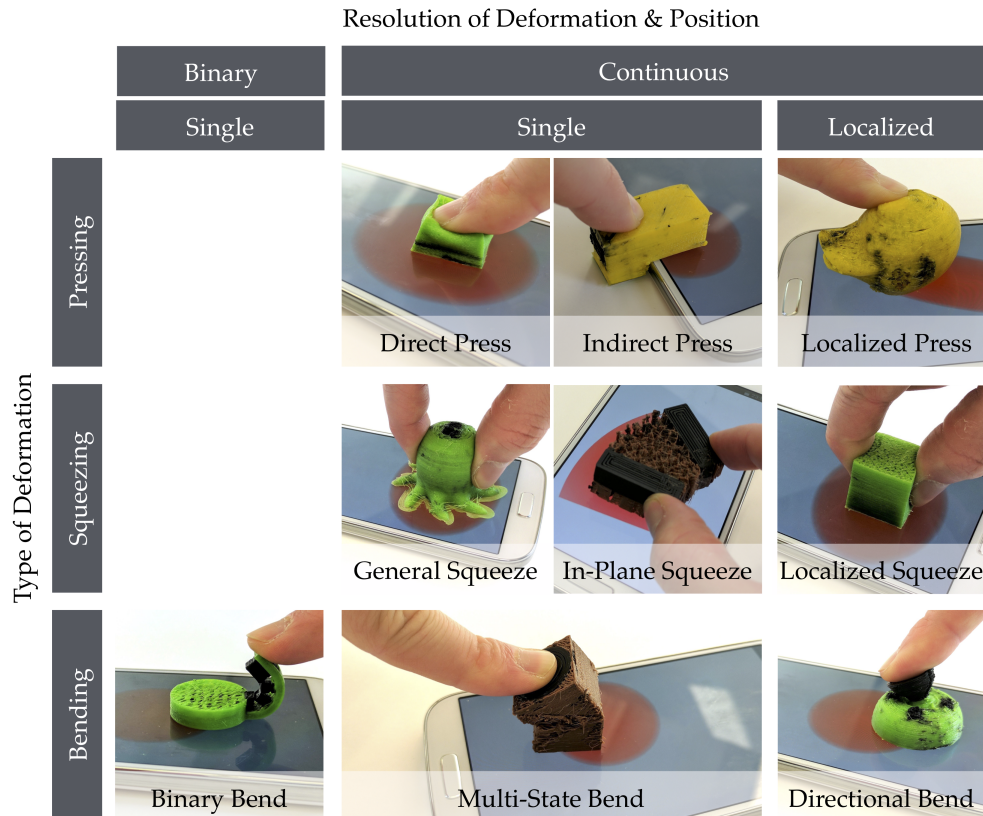 Resolution of Deformation & Position
Binary
Continuous
Single
Single
Localized
Type of Deformation
Pressing
Direct Press
Indirect Press
Localized Press
Squeezing
General Squeeze
In-Plane Squeeze
Localized Squeeze
Bending
Binary Bend
Multi-State Bend
Directional Bend